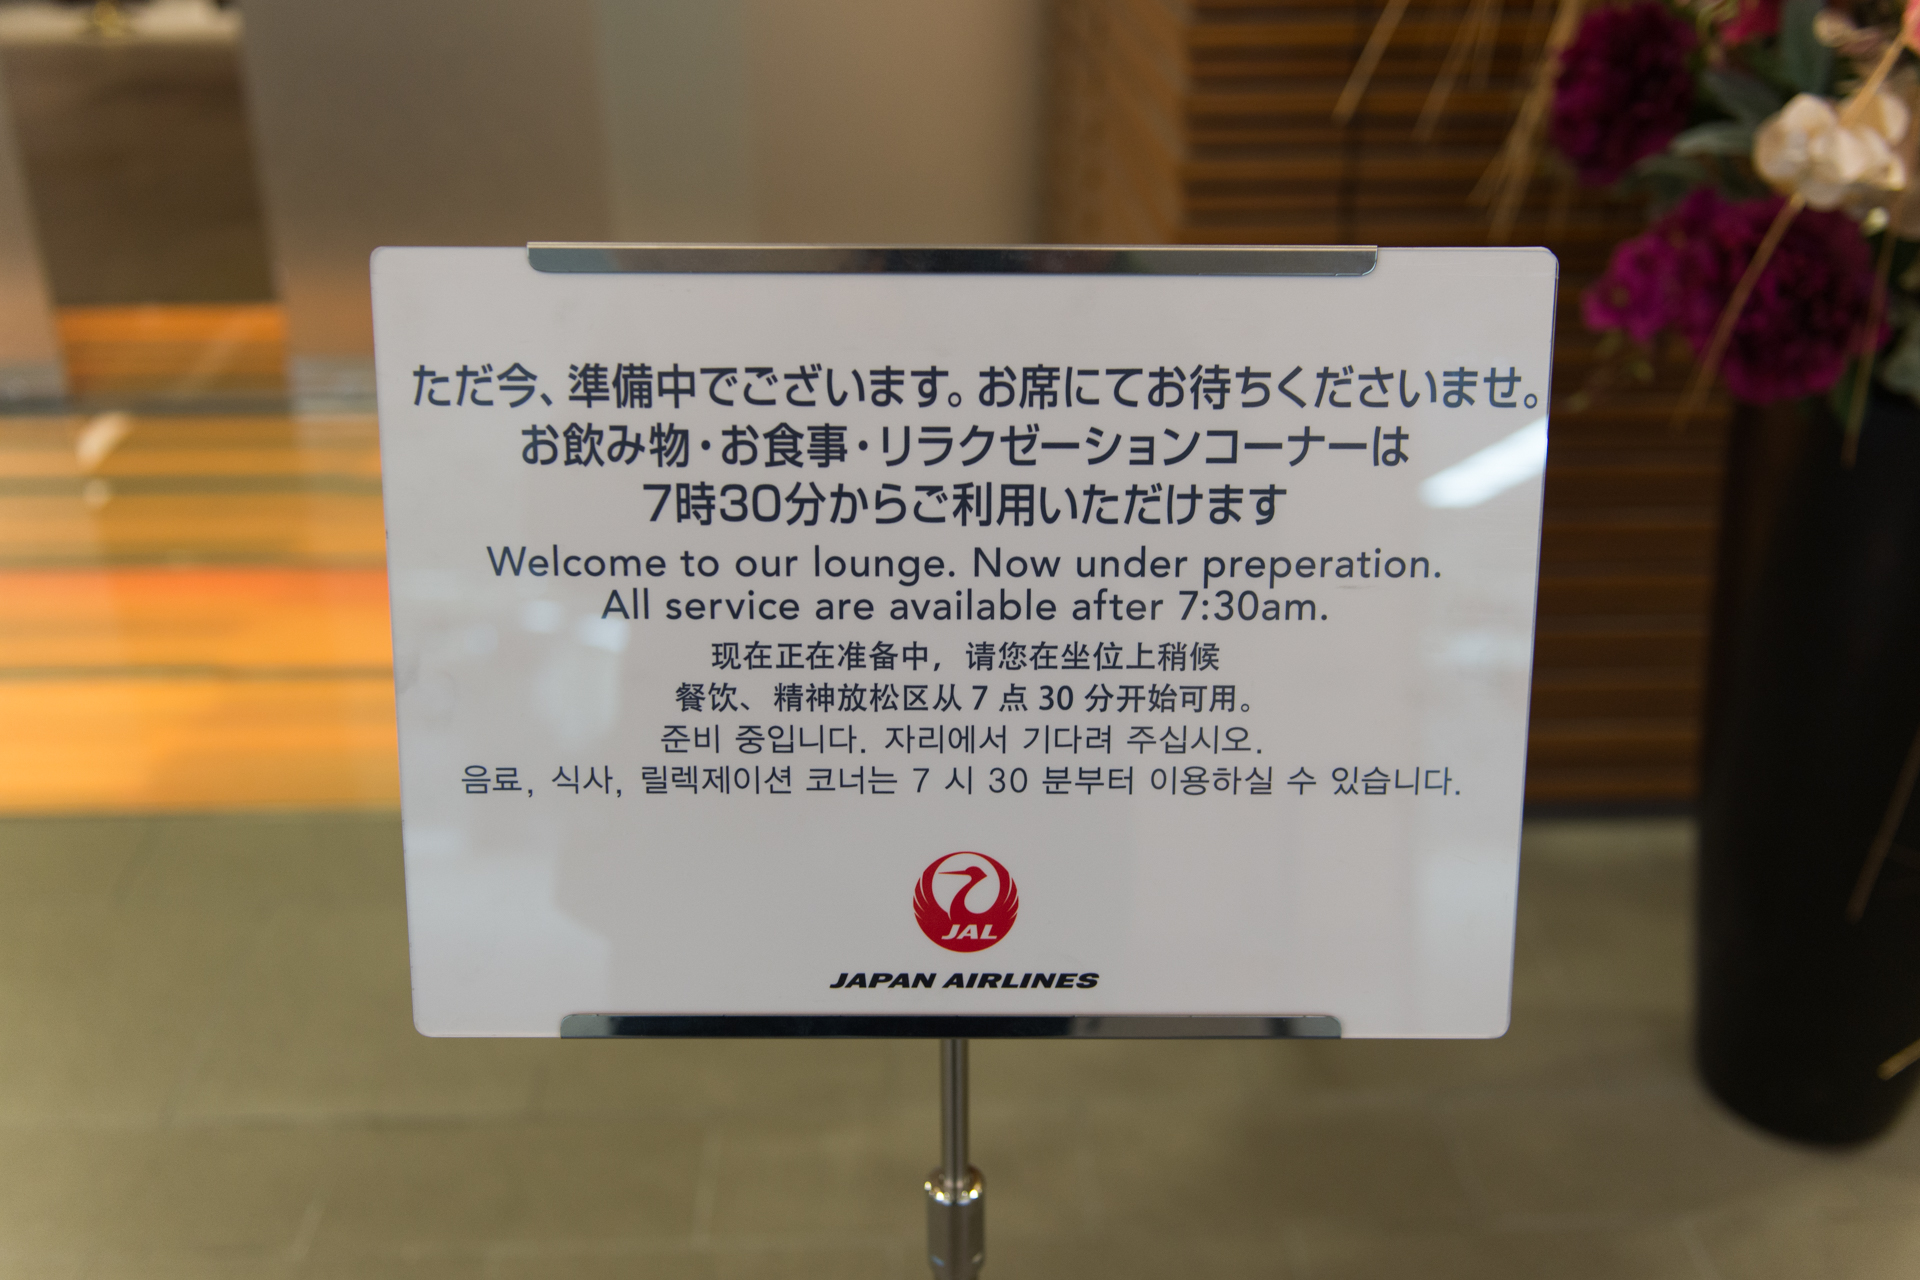 ただ今、準備中でございます。お席にてお待ちくださいませ。
お飲み物・お食事・リラクゼーションコーナーは
7時30分からご利用いただけます
Welcome to our lounge. Now under preperation.
All service are available after 7:30am.
现在正在准备中，请您在坐位上稍候
餐饮、精神放松区从 7 点 30 分开始可用。
준비 중입니다. 자리에서 기다려 주십시오.
음료, 식사, 릴렉제이션 코너는 7 시 30 분부터 이용하실 수 있습니다.
JAL
JAPAN AIRLINES